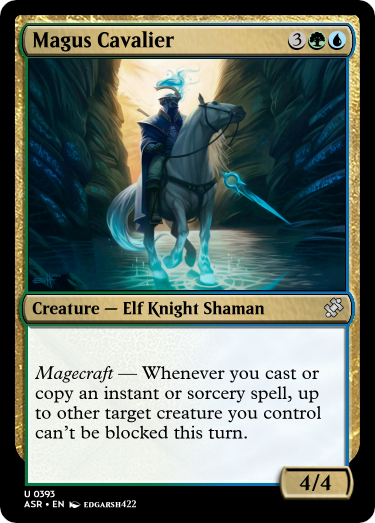 Magus Cavalier 3
Creature — Elf Knight Shaman
Magecraft — Whenever you cast or
copy an instant or sorcery spell, up
to other target creature you control
can't be blocked this turn.
4/4
U 0393
ASR • EN EDGARSH422